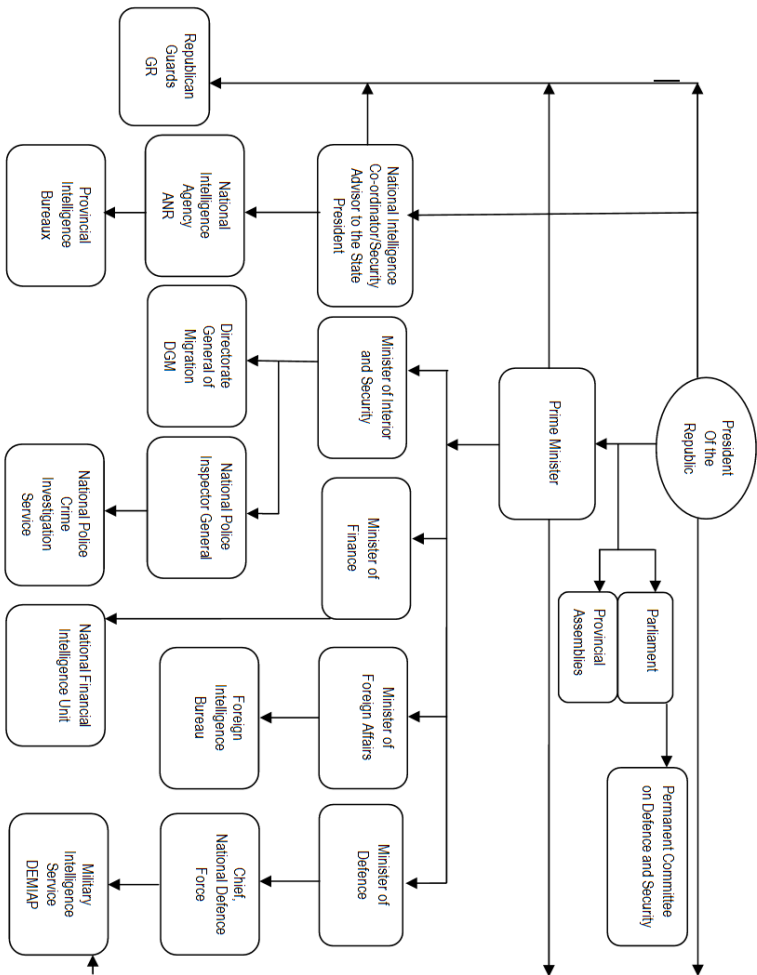 President
Of the
Republic
Parliament
Provincial
Assemblies
Permanent Committee
on Defence and Security
Prime Minister
National Intelligence
Co-ordinator/Security
Advisor to the State
President
Minister of Interior
and Security
Minister of
Finance
Minister of
Foreign Affairs
Minister of
Defence
Republican
Guards
GR
National
Intelligence
Agency
ANR
Directorate
General of
Migration
DGM
National Police
Inspector General
Foreign
Intelligence
Bureau
Chief,
National Defence
Force
Provincial
Intelligence
Bureaux
National Police
Crime
Investigation
Service
National Financial
Intelligence Unit
Military
Intelligence
Service
DEMIAP